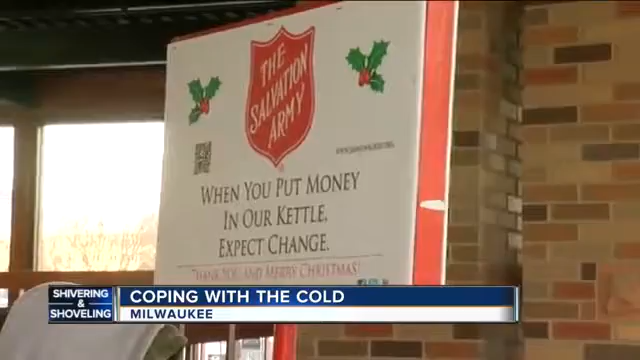 THE
SALVATION
ARMY
WHEN YOU PUT MONEY
IN OUR KETTLE,
EXPECT CHANGE.
THANK YOU AND MERRY CHRISTMAS!
SHIVERING
&
SHOVELING
COPING WITH THE COLD
MILWAUKEE